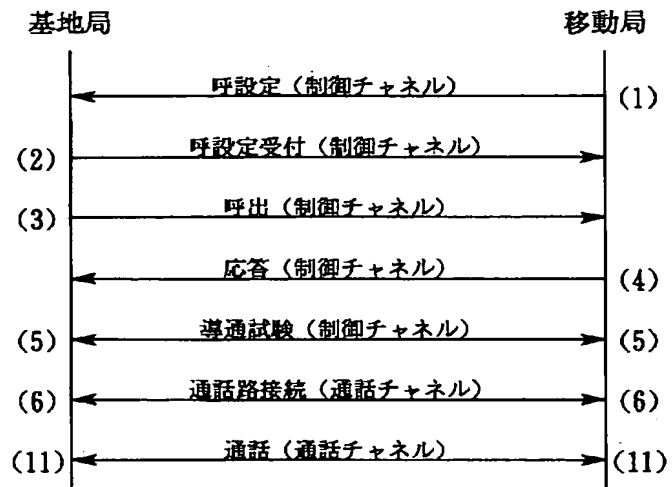 基地局 移動局
呼設定(制御チャネル) (1)
(2) 呼設定受付(制御チャネル)
(3) 呼出(制御チャネル)
応答(制御チャネル) (4)
(5) 導通試験(制御チャネル) (5)
(6) 通話路接続(通話チャネル) (6)
(11) 通話(通話チャネル) (11)